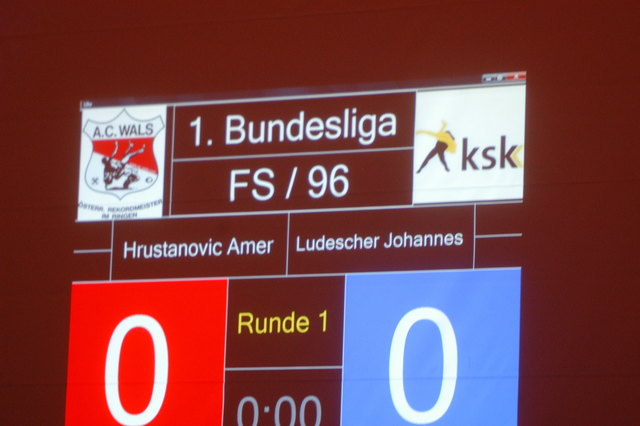 A.C. WALS
ÖSTERR. REKORDMEISTER
IM RINGEN
1. Bundesliga
FS / 96
ksk
Hrustanovic Amer
Ludescher Johannes
0
Runde 1
0
0:00